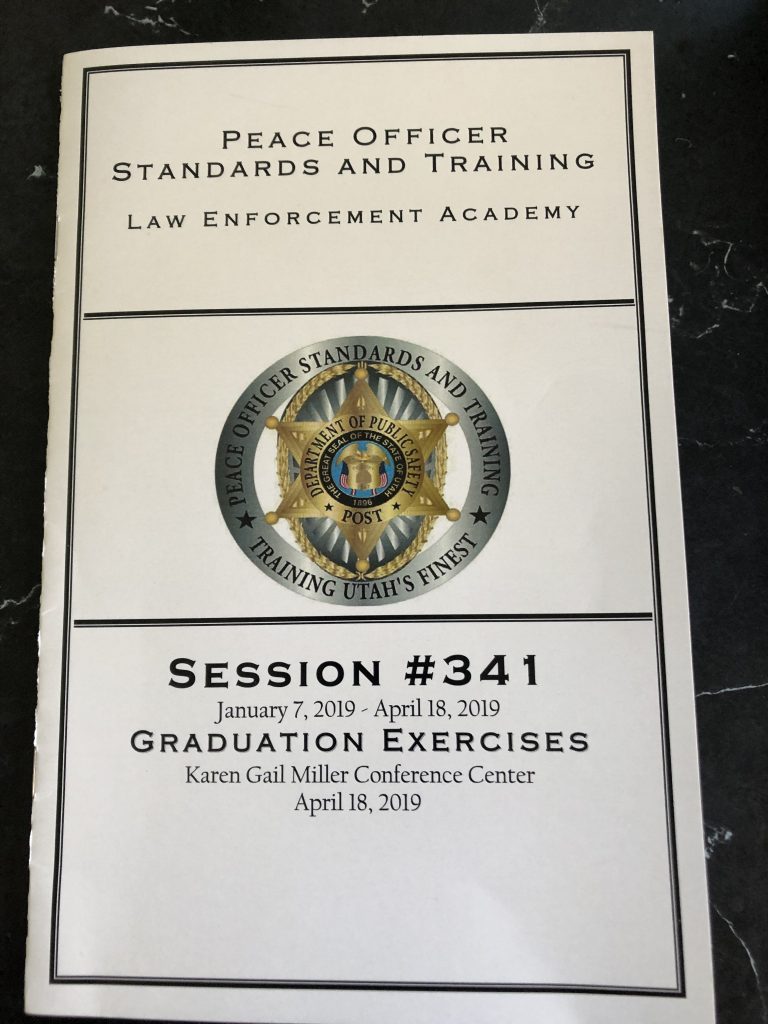 Peace Officer
Standards and Training
Law Enforcement Academy
PEACE OFFICER STANDARDS AND TRAINING
DEPARTMENT OF PUBLIC SAFETY
THE GREAT SEAL OF THE STATE OF UTAH
1896
★ POST ★
★ TRAINING UTAH'S FINEST ★
Session #341
January 7, 2019 - April 18, 2019
Graduation Exercises
Karen Gail Miller Conference Center
April 18, 2019